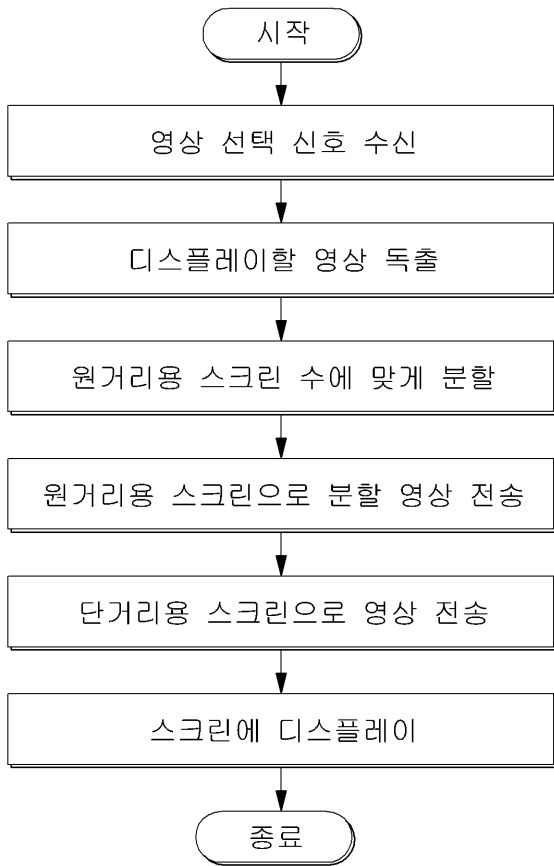 시작
영상 선택 신호 수신
디스플레이할 영상 독출
원거리용 스크린 수에 맞게 분할
원거리용 스크린으로 분할 영상 전송
단거리용 스크린으로 영상 전송
스크린에 디스플레이
종료